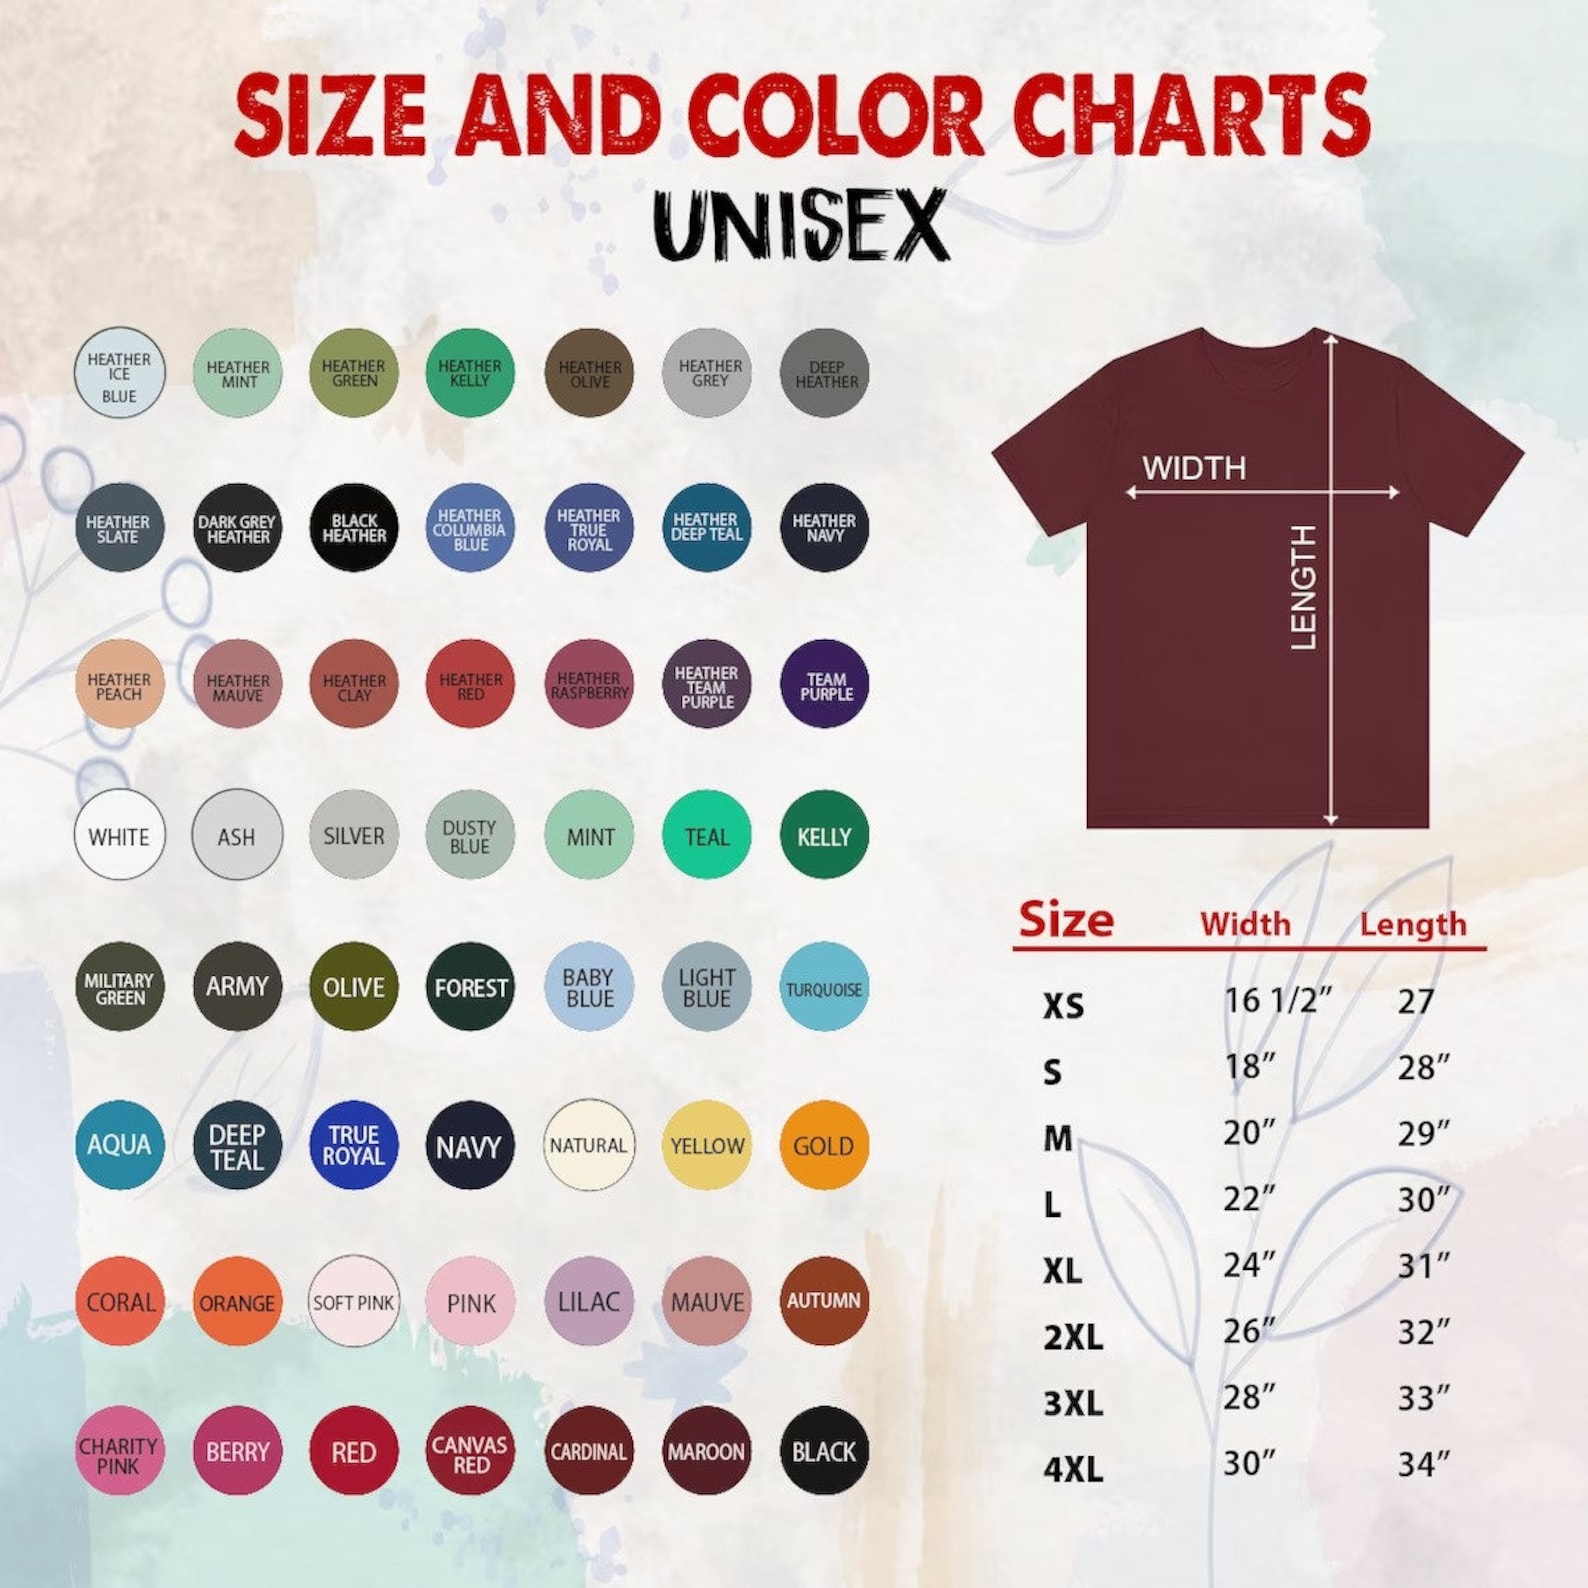 SIZE AND COLOR CHARTS
UNISEX
HEATHER
ICE
BLUE
HEATHER
MINT
HEATHER
GREEN
HEATHER
KELLY
HEATHER
OLIVE
HEATHER
GREY
DEEP
HEATHER
HEATHER
SLATE
DARK GREY
HEATHER
BLACK
HEATHER
HEATHER
COLUMBIA
BLUE
HEATHER
TRUE
ROYAL
HEATHER
DEEP TEAL
HEATHER
NAVY
HEATHER
PEACH
HEATHER
MAUVE
HEATHER
CLAY
HEATHER
RED
HEATHER
RASPBERRY
HEATHER
TEAM
PURPLE
TEAM
PURPLE
WHITE
ASH
SILVER
DUSTY
BLUE
MINT
TEAL
KELLY
MILITARY
GREEN
ARMY
OLIVE
FOREST
BABY
BLUE
LIGHT
BLUE
TURQUOISE
AQUA
DEEP
TEAL
TRUE
ROYAL
NAVY
NATURAL
YELLOW
GOLD
CORAL
ORANGE
SOFT PINK
PINK
LILAC
MAUVE
AUTUMN
CHARITY
PINK
BERRY
RED
CANVAS
RED
CARDINAL
MAROON
BLACK
WIDTH
LENGTH
Size Width Length
XS 16 1/2” 27
S 18” 28”
M 20” 29”
L 22” 30”
XL 24” 31”
2XL 26” 32”
3XL 28” 33”
4XL 30” 34”